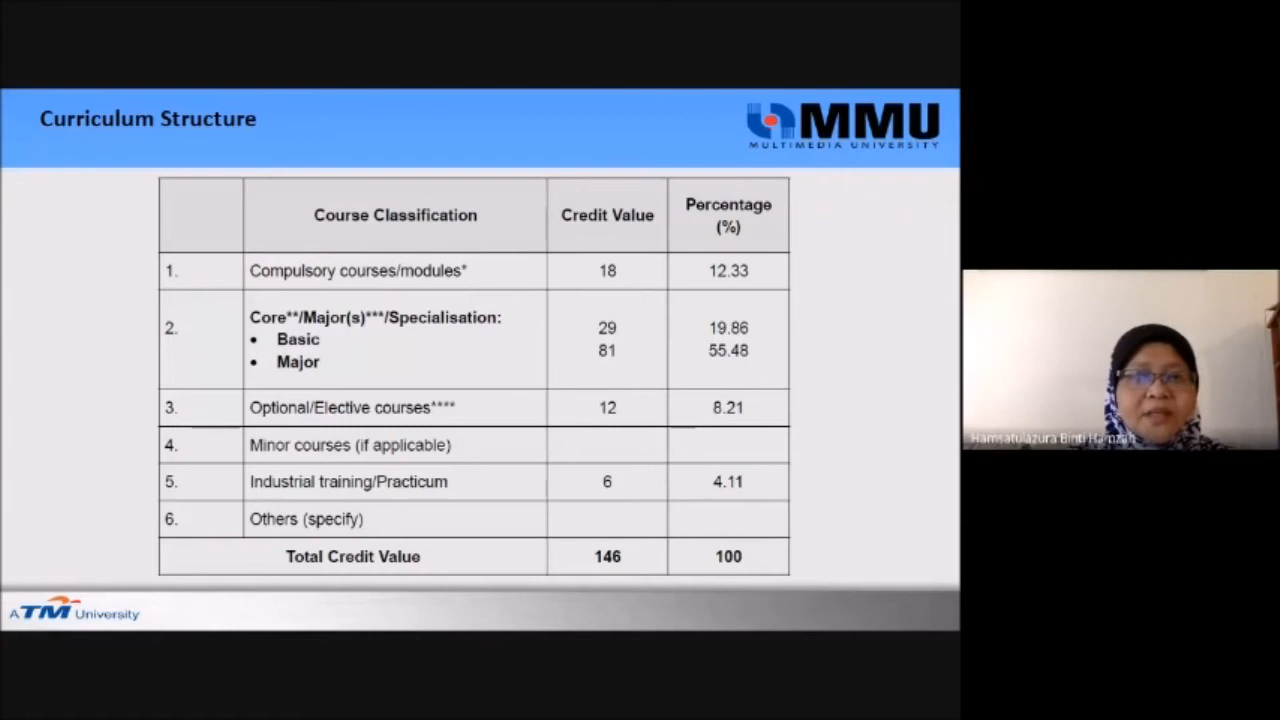 Curriculum Structure
MMU
MULTIMEDIA UNIVERSITY
Course Classification Credit Value Percentage (%)
1. Compulsory courses/modules* 18 12.33
2. Core**/Major(s)***/Specialisation:
• Basic 29 19.86
• Major 81 55.48
3. Optional/Elective courses**** 12 8.21
4. Minor courses (if applicable)
5. Industrial training/Practicum 6 4.11
6. Others (specify)
Total Credit Value 146 100
A TM University
Hamsatulazura Binti Hamzah